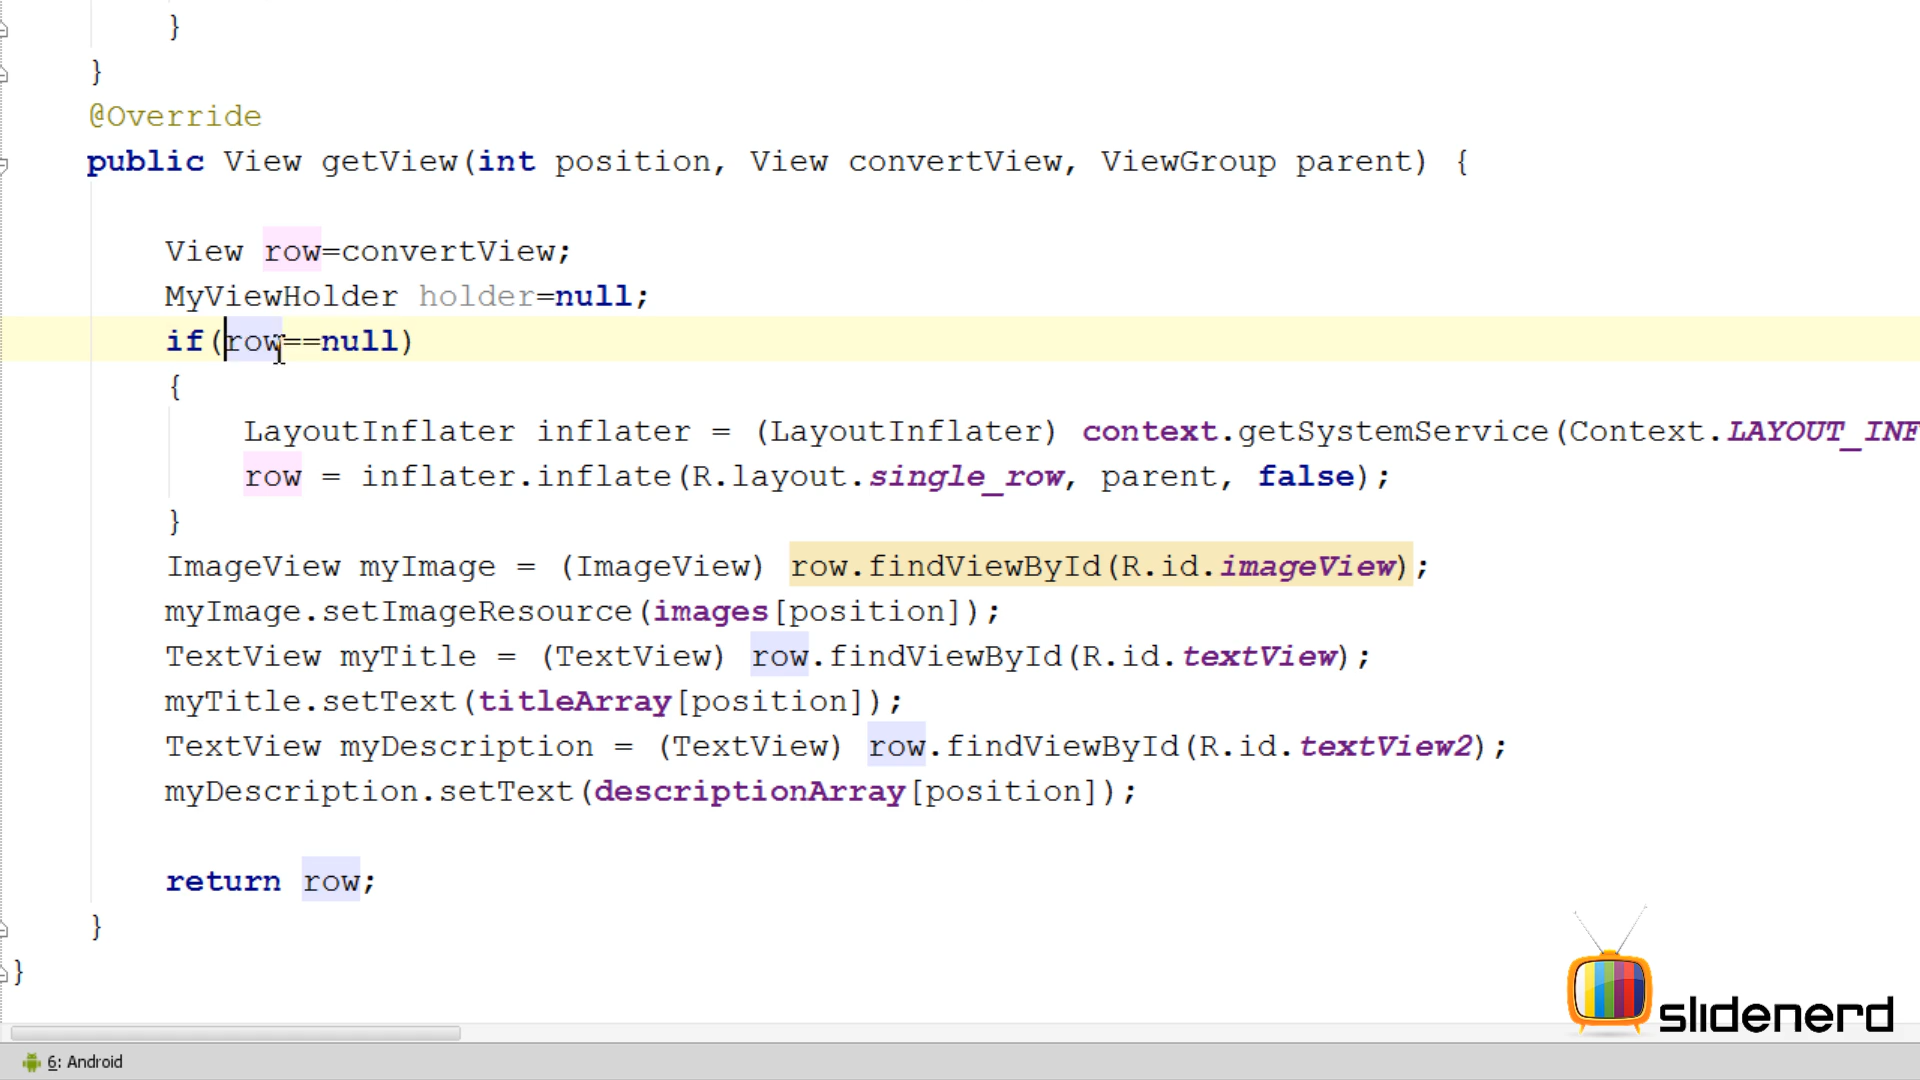 }
}
@Override
public View getView(int position, View convertView, ViewGroup parent) {
View row=convertView;
MyViewHolder holder=null;
if(row==null)
{
LayoutInflater inflater = (LayoutInflater) context.getSystemService(Context.LAYOUT_INF
row = inflater.inflate(R.layout.single_row, parent, false);
}
ImageView myImage = (ImageView) row.findViewById(R.id.imageView);
myImage.setImageResource(images[position]);
TextView myTitle = (TextView) row.findViewById(R.id.textView);
myTitle.setText(titleArray[position]);
TextView myDescription = (TextView) row.findViewById(R.id.textView2);
myDescription.setText(descriptionArray[position]);
return row;
}
}
slidenerd
6: Android